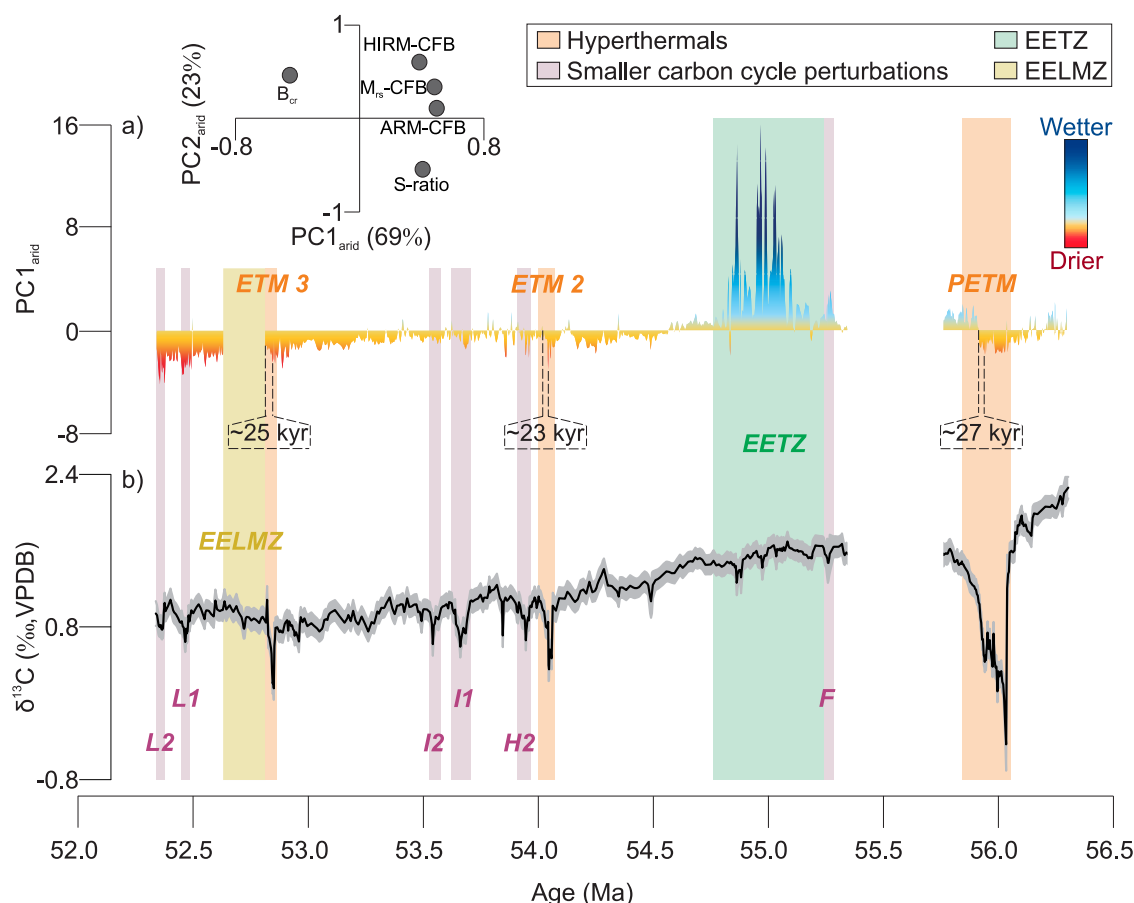 1
HIRM-CFB
Bcr
Mrs-CFB
ARM-CFB
-0.8
0.8
S-ratio
-1
PC2arid (23%)
PC1arid (69%)
Hyperthermals
EETZ
Smaller carbon cycle perturbations
EELMZ
a)
16
8
0
-8
PC1arid
Wetter
Drier
ETM 3
ETM 2
PETM
~25 kyr
~23 kyr
~27 kyr
EETZ
b)
2.4
0.8
-0.8
δ13C (‰, VPDB)
EELMZ
L2
L1
I2
I1
H2
F
52.0
52.5
53.0
53.5
54.0
54.5
55.0
55.5
56.0
56.5
Age (Ma)